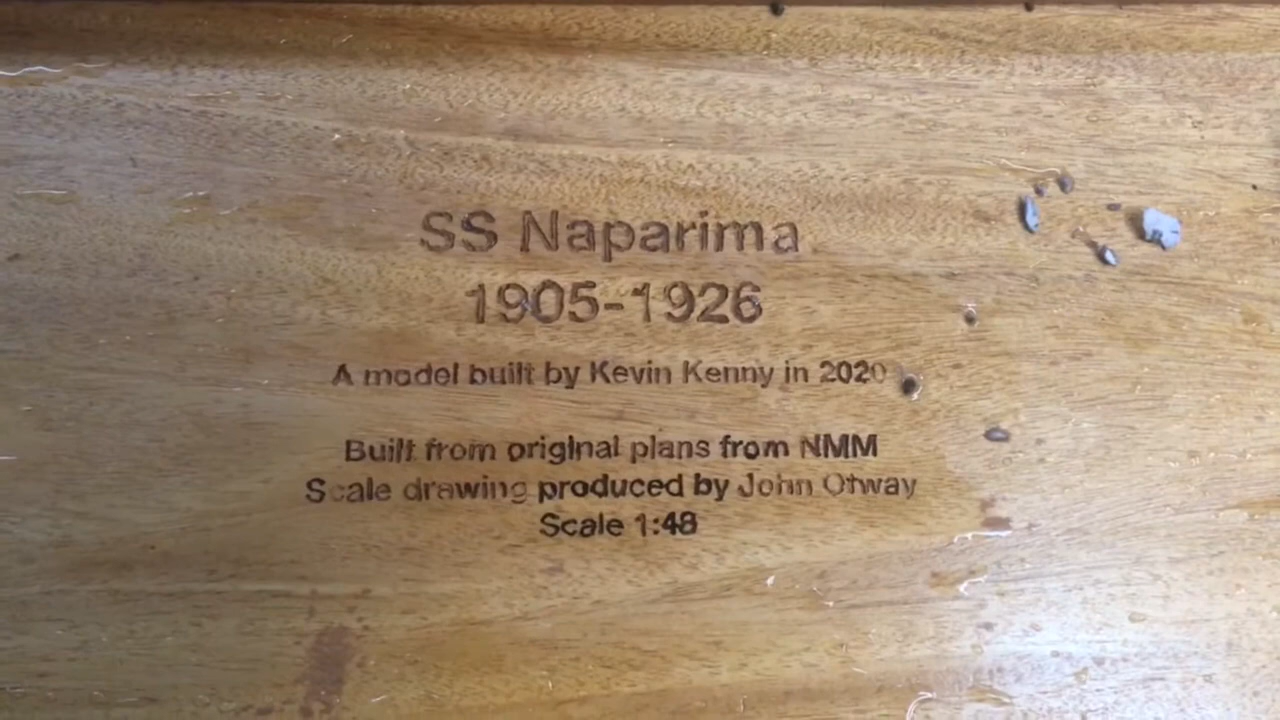 SS Naparima
1905-1926
A model built by Kevin Kenny in 2020
Built from original plans from NMM
Scale drawing produced by John Otway
Scale 1:48